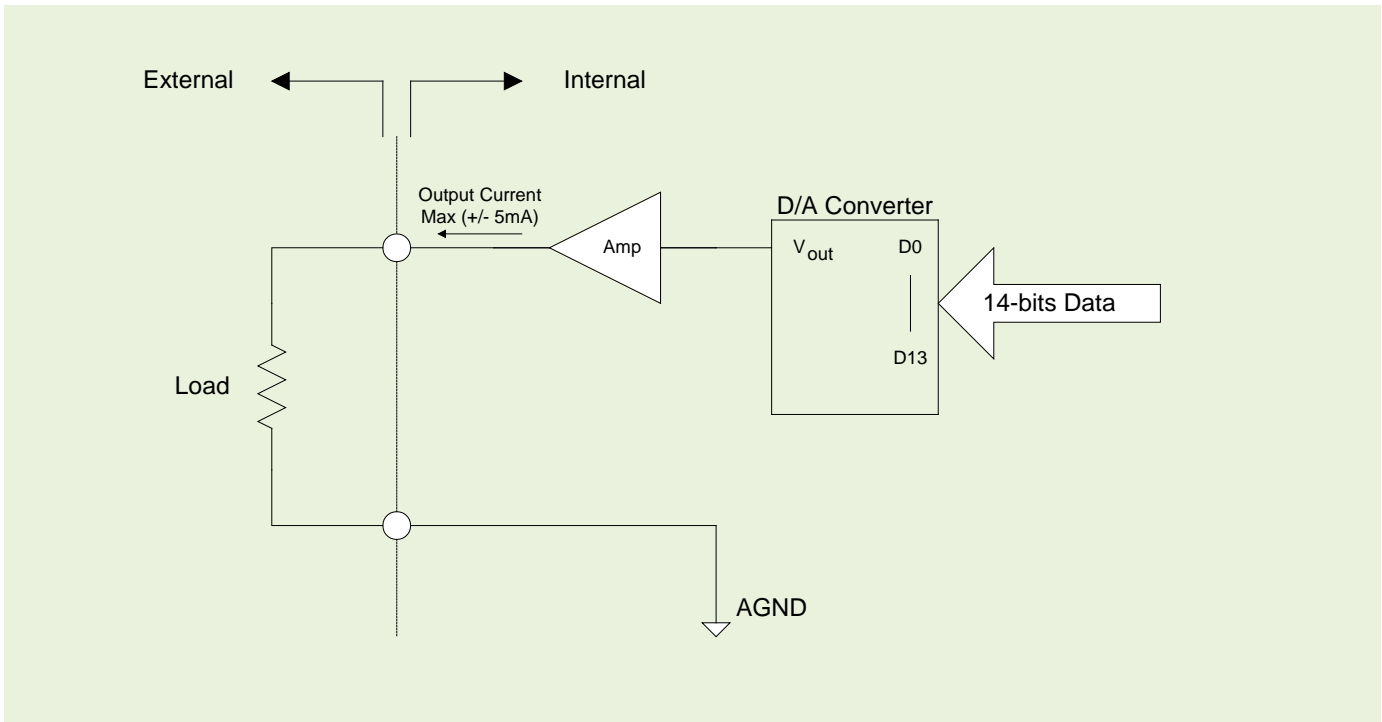 External
Internal
Output Current
Max (+/- 5mA)
Amp
D/A Converter
Vout
D0
D13
14-bits Data
Load
AGND